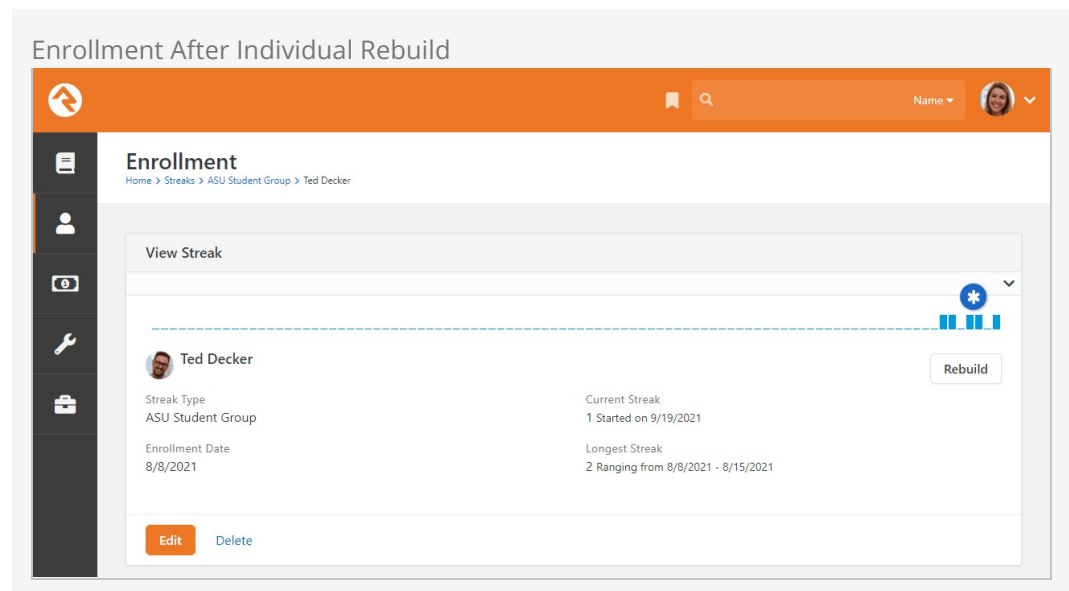 Enrollment After Individual Rebuild
Name
Enrollment
Home > Streaks > ASU Student Group > Ted Decker
View Streak
Ted Decker
Rebuild
Streak Type
Current Streak
ASU Student Group
1 Started on 9/19/2021
Enrollment Date
Longest Streak
8/8/2021
2 Ranging from 8/8/2021 - 8/15/2021
Edit
Delete